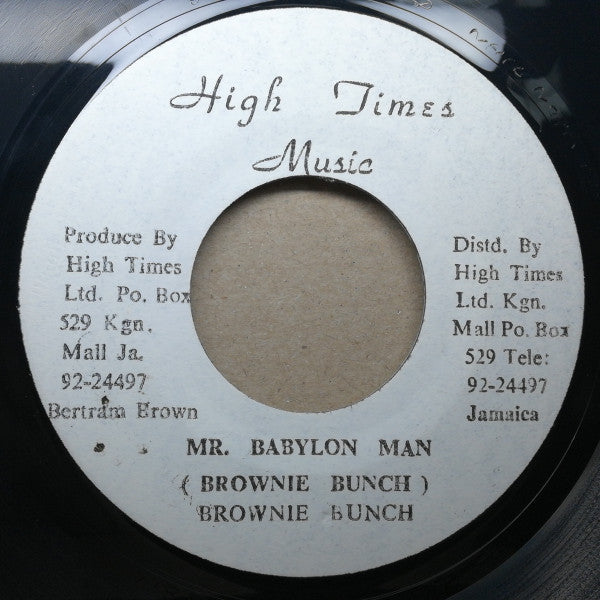 High Times
Music
Produce By
High Times
Ltd. Po. Box
529 Kgn.
Mall Ja.
92-24497
Bertram Brown
Distd. By
High Times
Ltd. Kgn.
Mall Po. Box
529 Tele:
92-24497
Jamaica
MR. BABYLON MAN
( BROWNIE BUNCH )
BROWNIE BUNCH